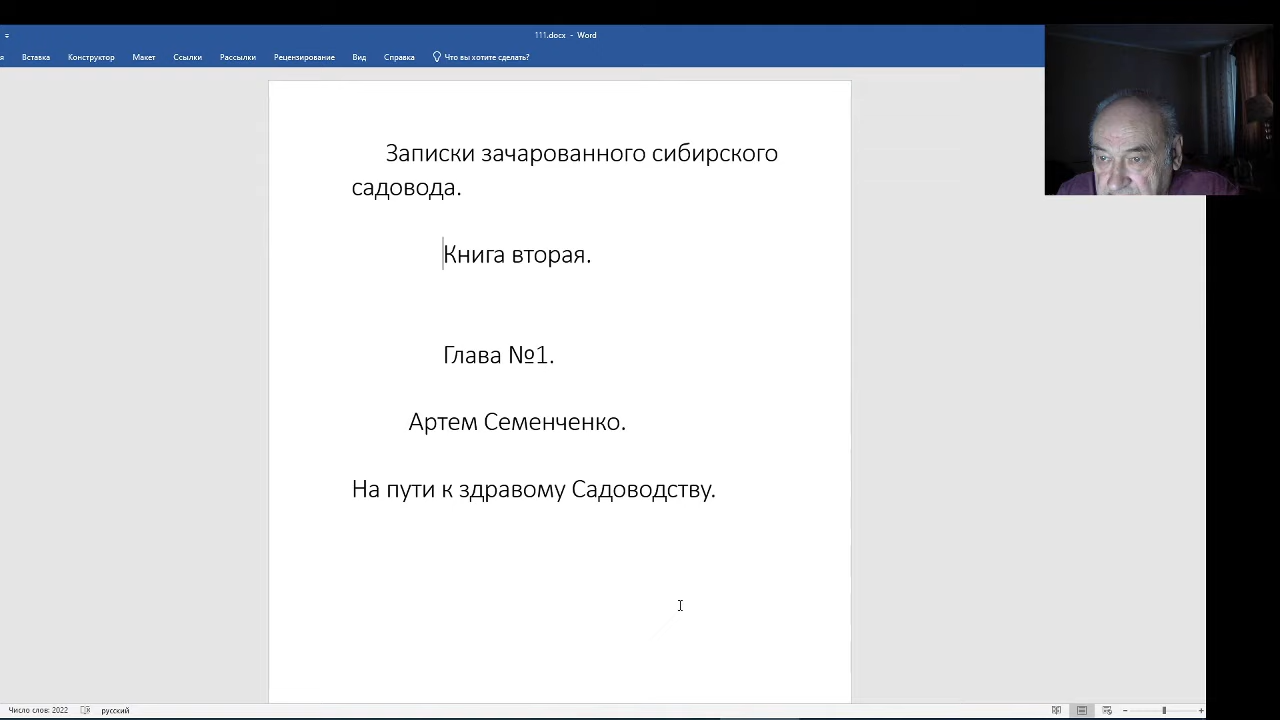 111.docx - Word
я Вставка Конструктор Макет Ссылки Рассылки Рецензирование Вид Справка Что вы хотите сделать?
Записки зачарованного сибирского
садовода.
Книга вторая.
Глава №1.
Артем Семенченко.
На пути к здравому Садоводству.
Число слов: 2022 русский